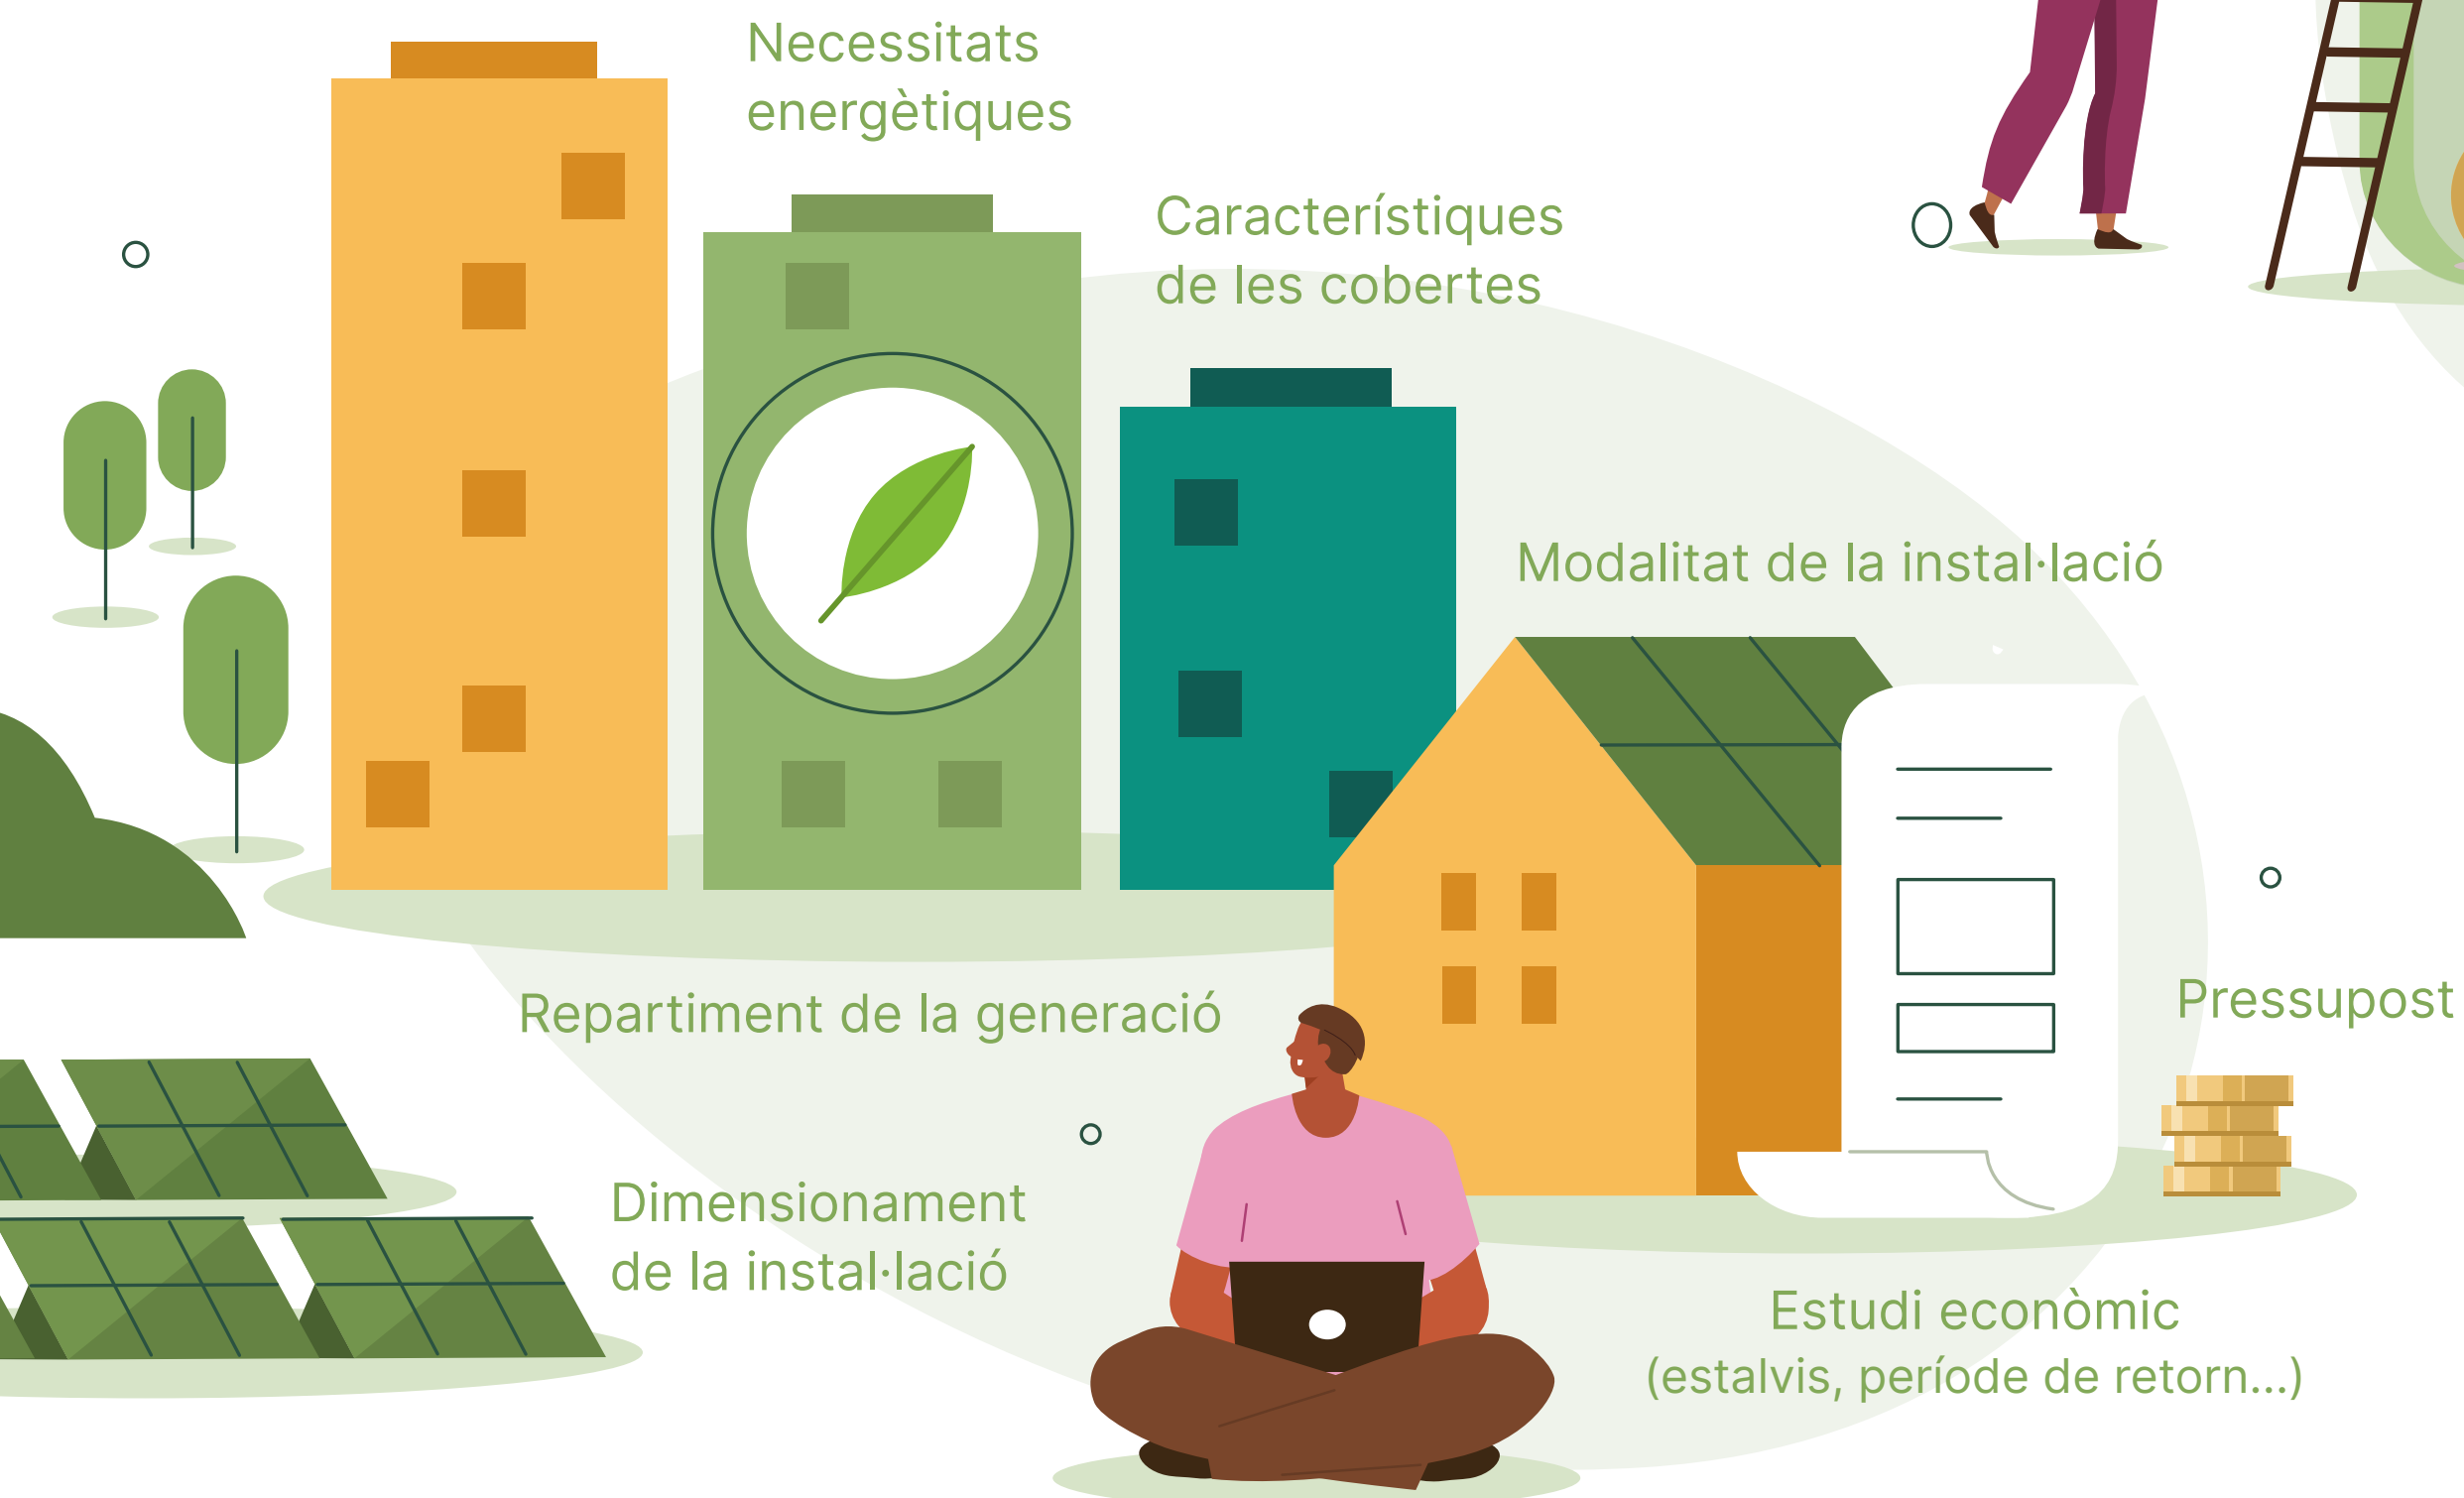 Necessitats
energètiques
Característiques
de les cobertes
Modalitat de la instal·lació
Repartiment de la generació
Pressupost
Dimensionament
de la instal·lació
Estudi econòmic
(estalvis, període de retorn...)